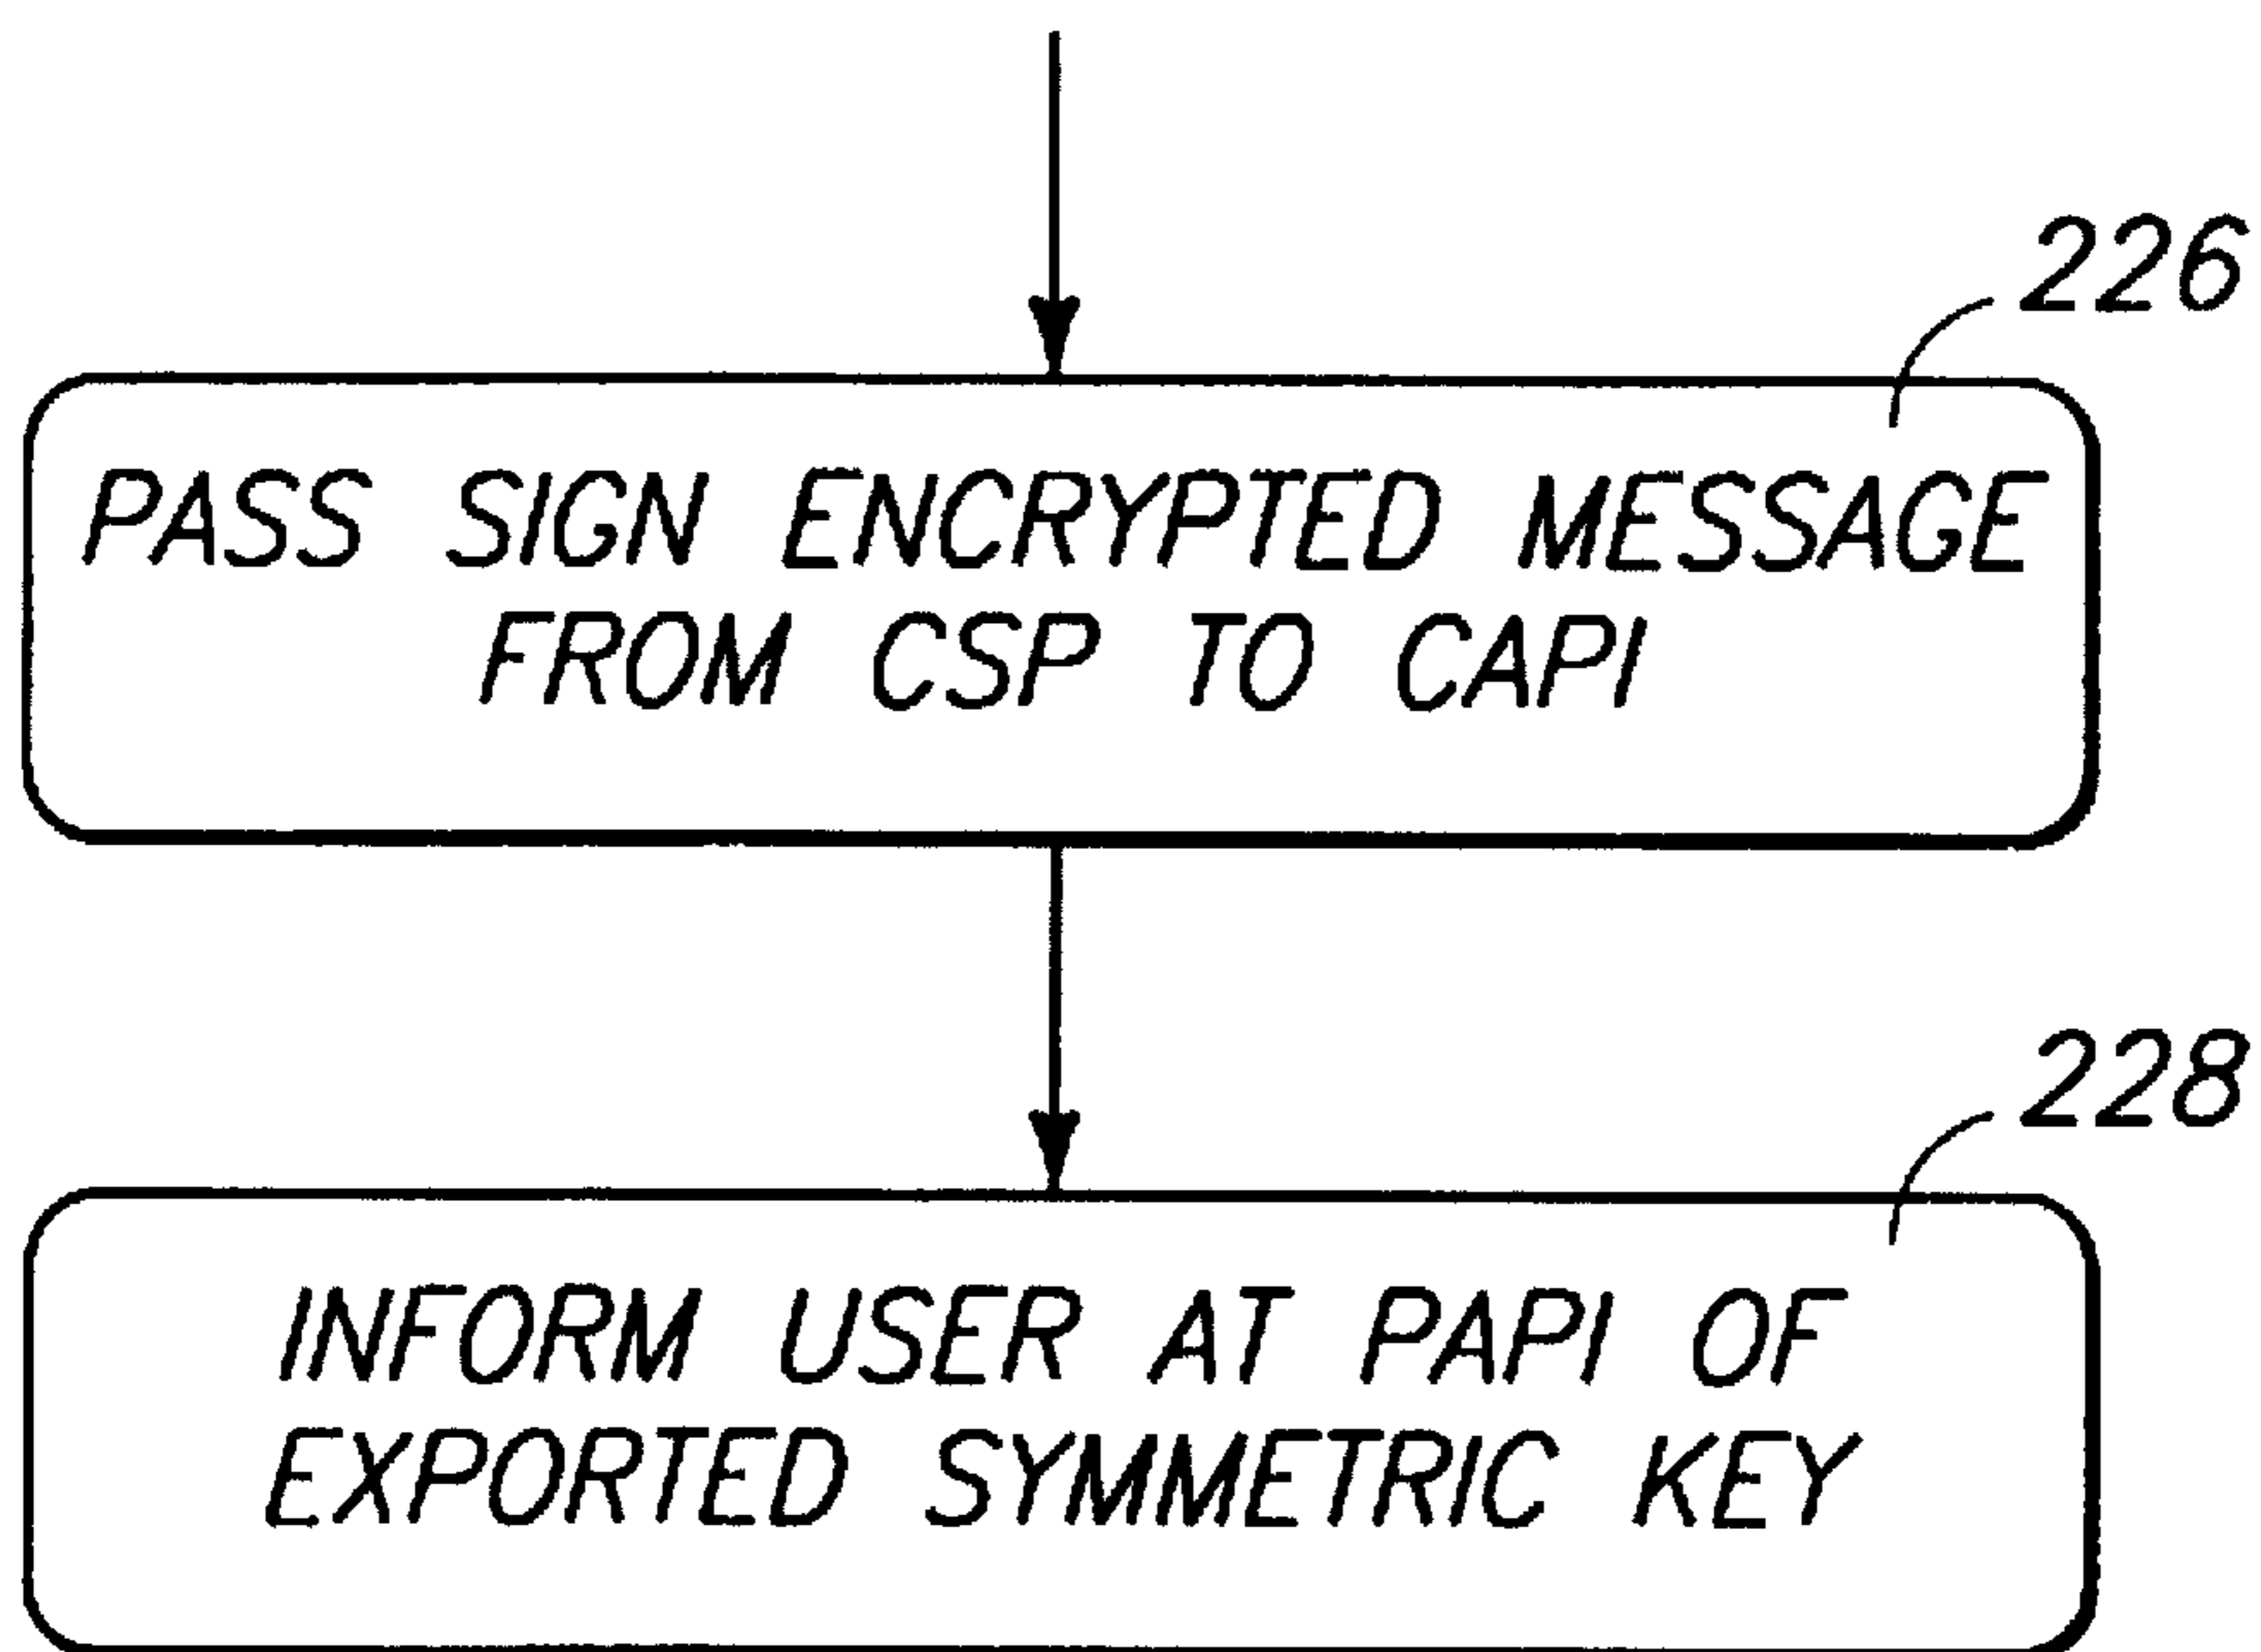 226
PASS SIGN ENCRYPTED MESSAGE
FROM CSP TO CAPI
228
INFORM USER AT PAPI OF
EXPORTED SYMMETRIC KEY